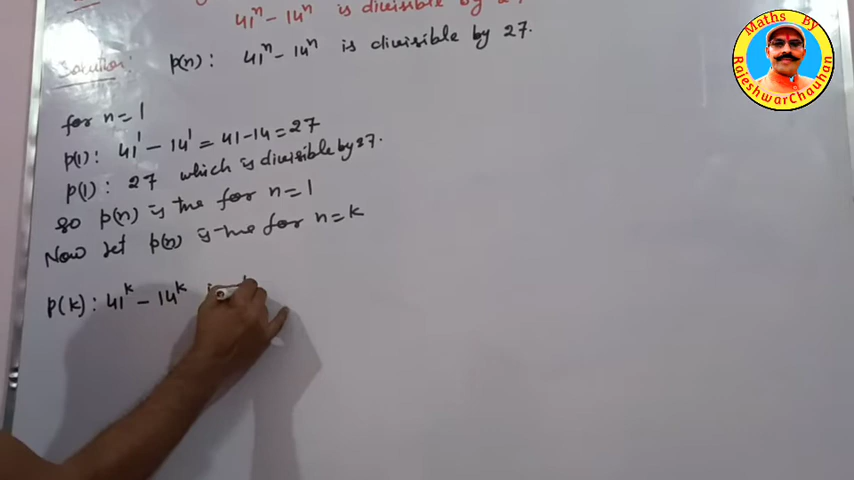 41ⁿ - 14ⁿ is divisible by
Solution: p(n): 41ⁿ - 14ⁿ is divisible by 27.
for n=1
p(1): 41¹ - 14¹ = 41-14 = 27
p(1): 27 which is divisible by 27.
so p(n) is true for n=1
Now let p(n) is true for n=k
p(k): 41ᵏ - 14ᵏ
Maths By
RajeshwarChauhan